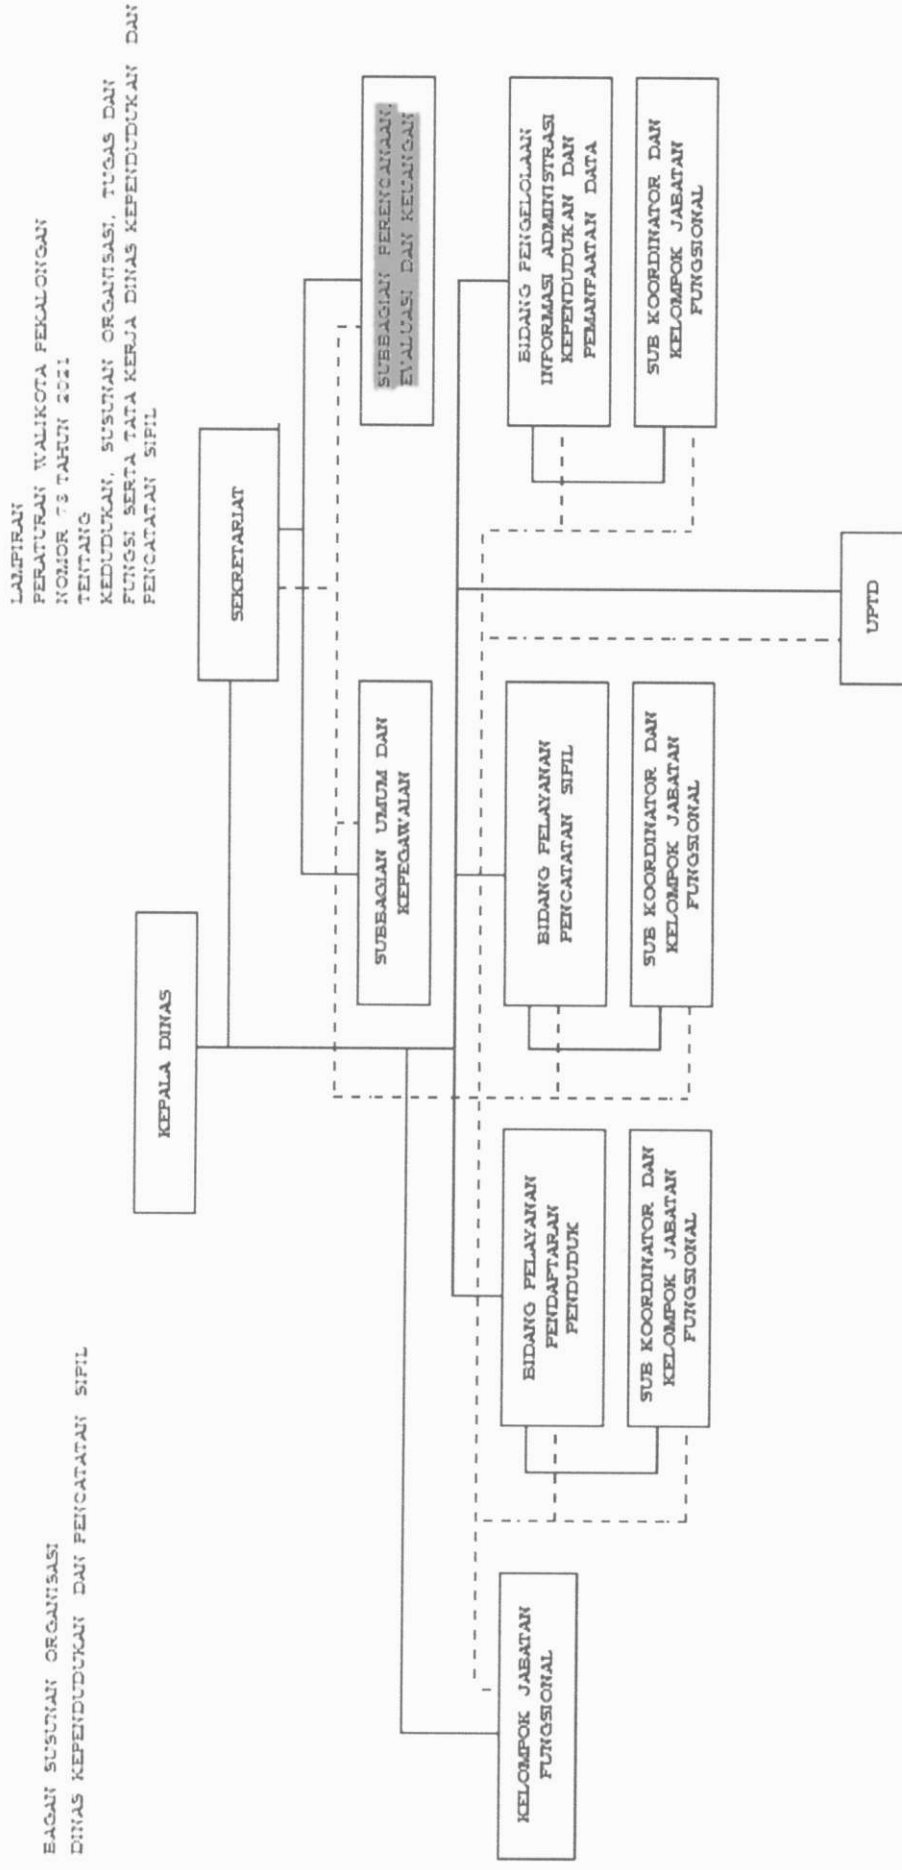 LAMPIRAN
PERATURAN WALIKOTA PEKALONGAN
NOMOR 78 TAHUN 2021
TENTANG
KEDUDUKAN, SUSUNAN ORGANISASI, TUGAS DAN
FUNGSI SERTA TATA KERJA DINAS KEPENDUDUKAN DAN
PENCATATAN SIPIL
BAGAN SUSUNAN ORGANISASI
DINAS KEPENDUDUKAN DAN PENCATATAN SIPIL
KEPALA DINAS
SEKRETARIAT
SUBBAGIAN UMUM DAN
KEPEGAWAIAN
SUBBAGIAN PERENCANAAN,
EVALUASI DAN KEUANGAN
KELOMPOK JABATAN
FUNGSIONAL
BIDANG PELAYANAN
PENDAFTARAN
PENDUDUK
SUB KOORDINATOR DAN
KELOMPOK JABATAN
FUNGSIONAL
BIDANG PELAYANAN
PENCATATAN SIPIL
SUB KOORDINATOR DAN
KELOMPOK JABATAN
FUNGSIONAL
BIDANG PENGELOLAAN
INFORMASI ADMINISTRASI
KEPENDUDUKAN DAN
PEMANFAATAN DATA
SUB KOORDINATOR DAN
KELOMPOK JABATAN
FUNGSIONAL
UPTD